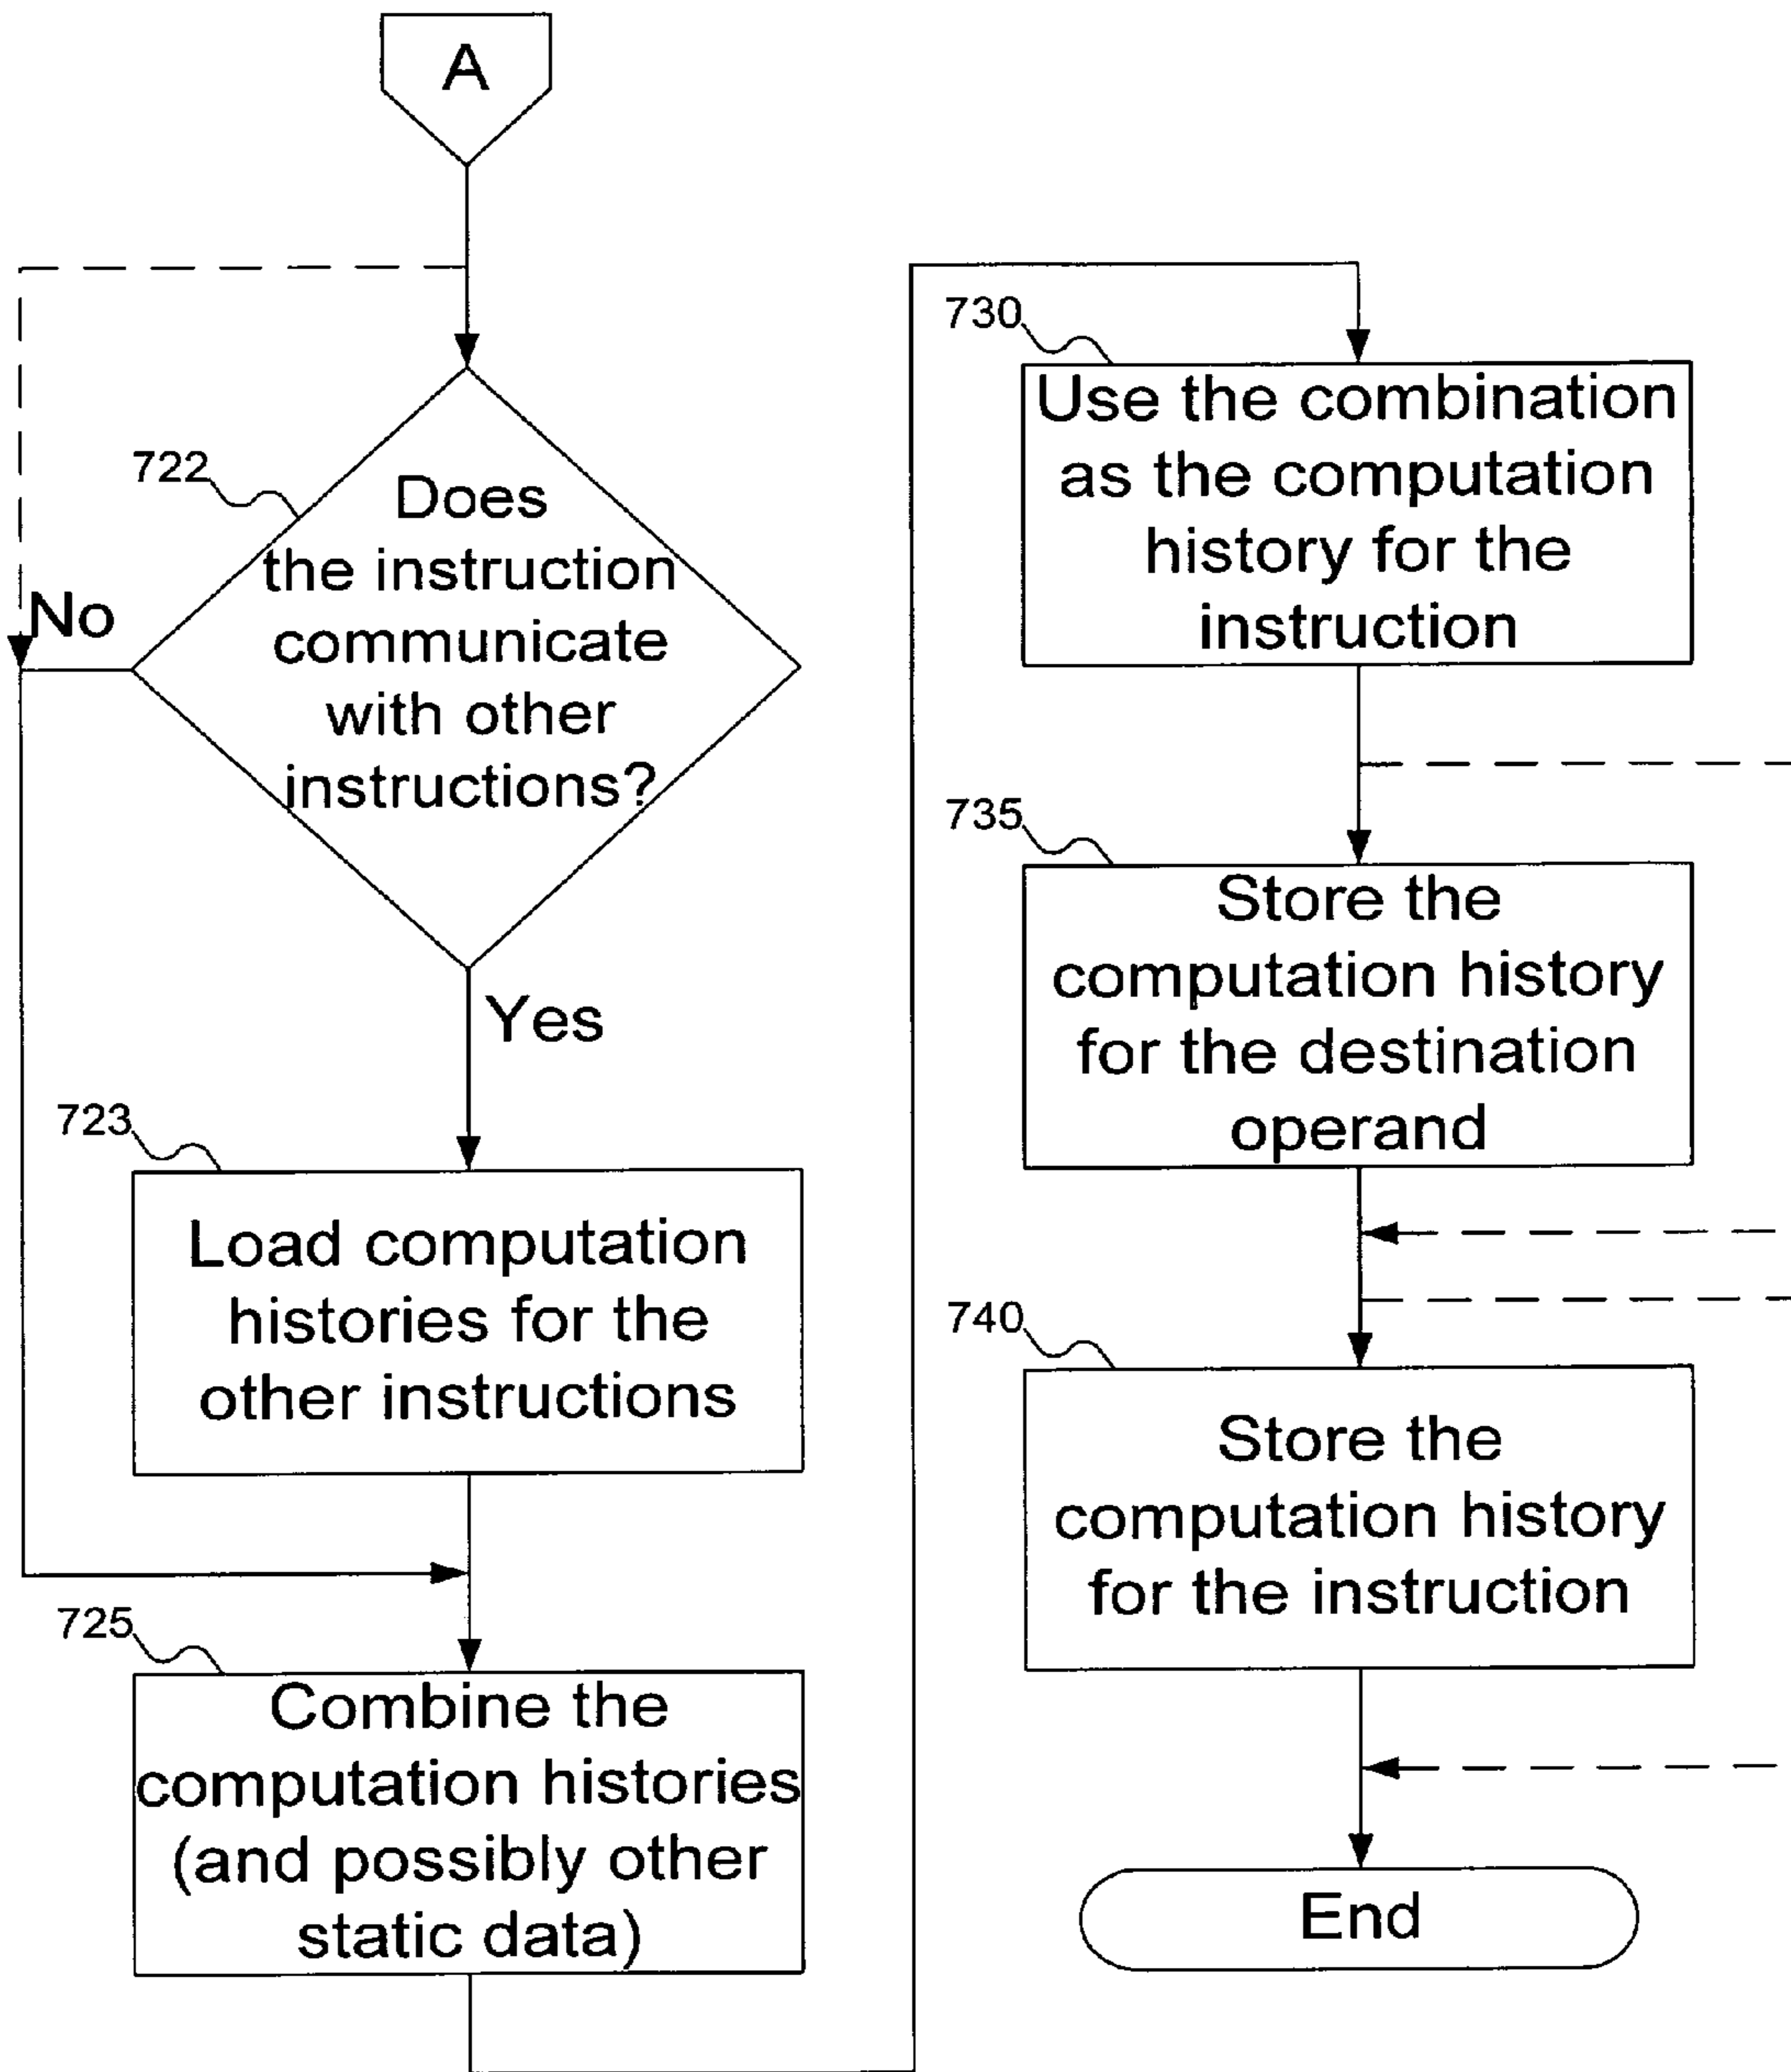 A
722
Does
the instruction
communicate
with other
instructions?
No
Yes
723
Load computation
histories for the
other instructions
725
Combine the
computation histories
(and possibly other
static data)
730
Use the combination
as the computation
history for the
instruction
735
Store the
computation history
for the destination
operand
740
Store the
computation history
for the instruction
End